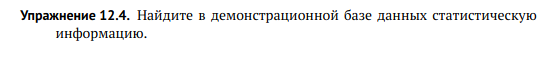 Упражнение 12.4. Найдите в демонстрационной базе данных статистическую
информацию.